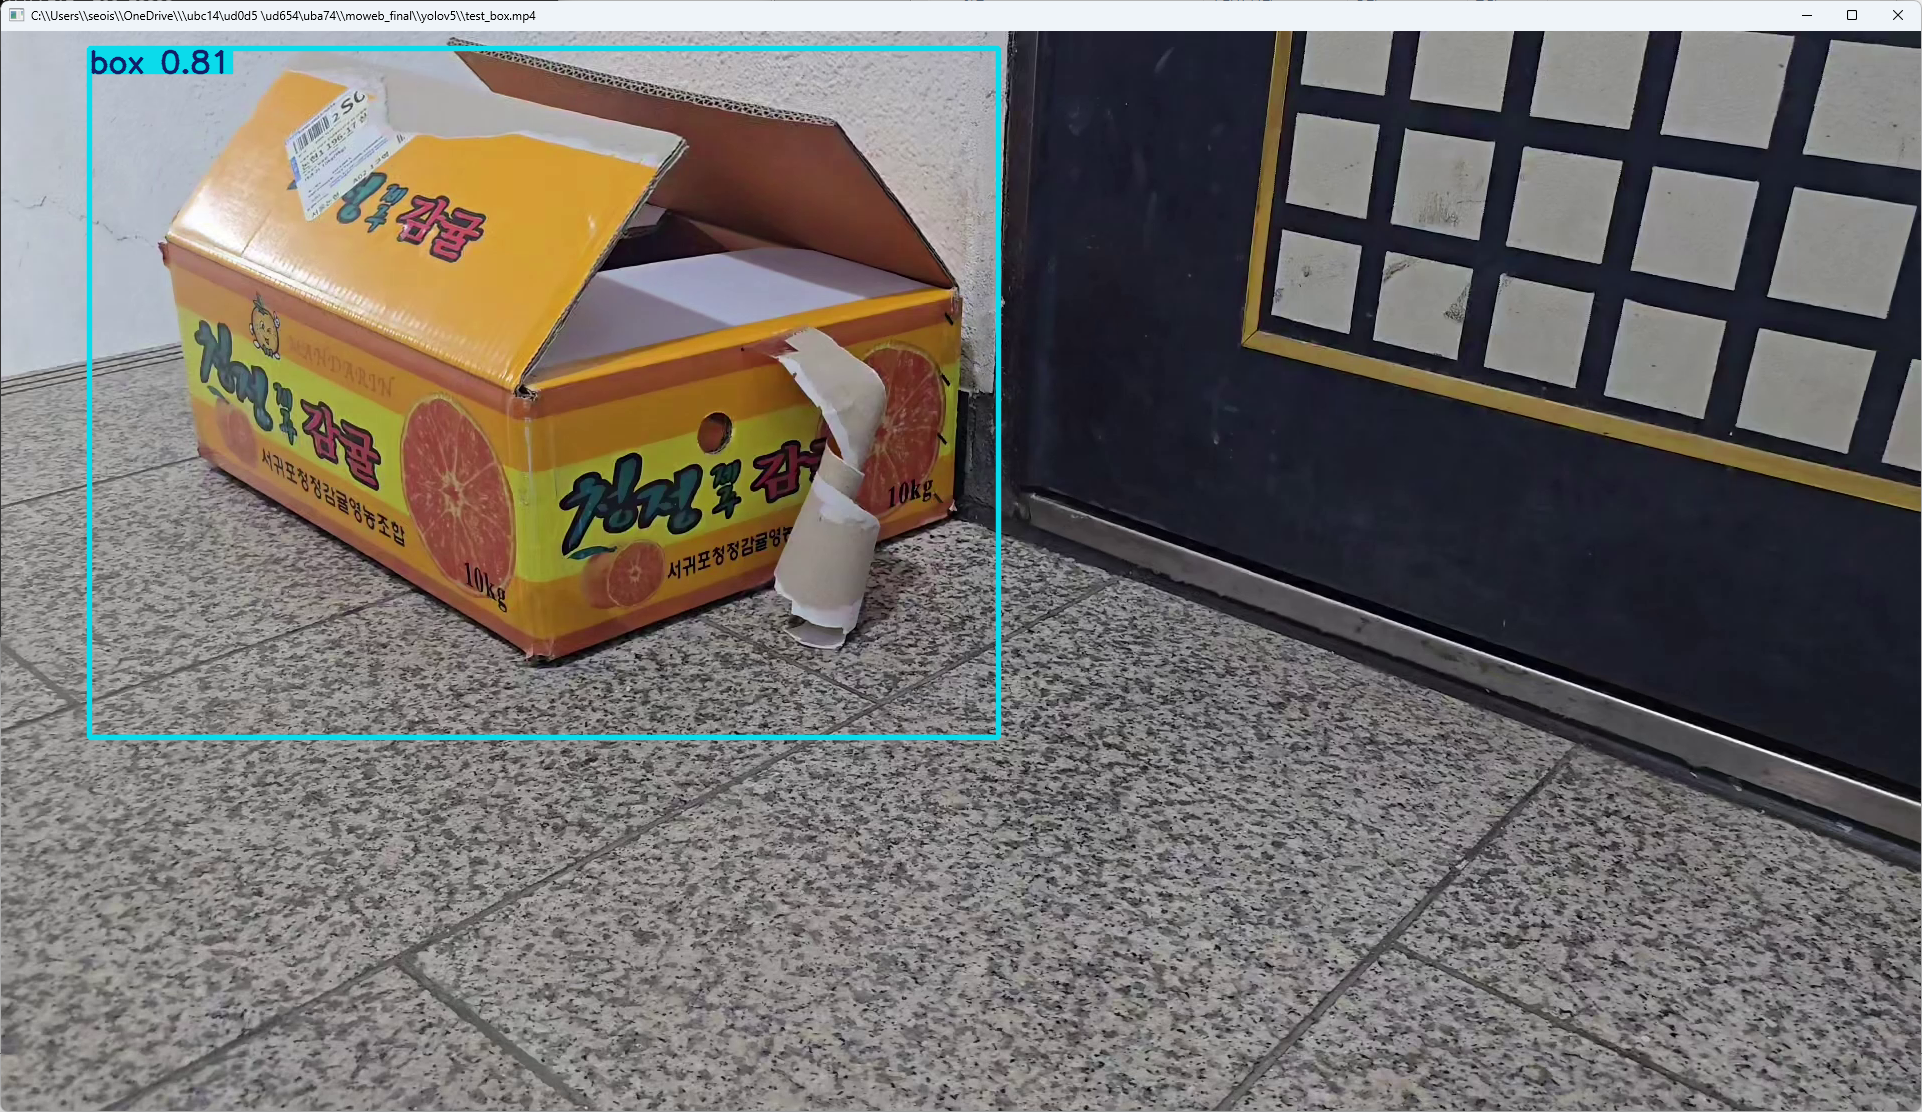 C:\\Users\\seois\\OneDrive\\\ubc14\ud0d5 \ud654\uba74\\moweb_final\\yolov5\\test_box.mp4
box 0.81
감귤
MANDARIN
청정 제주 감귤
서귀포청정감귤영농조합
10kg
청정 제주 감귤
서귀포청정감귤영농
10kg